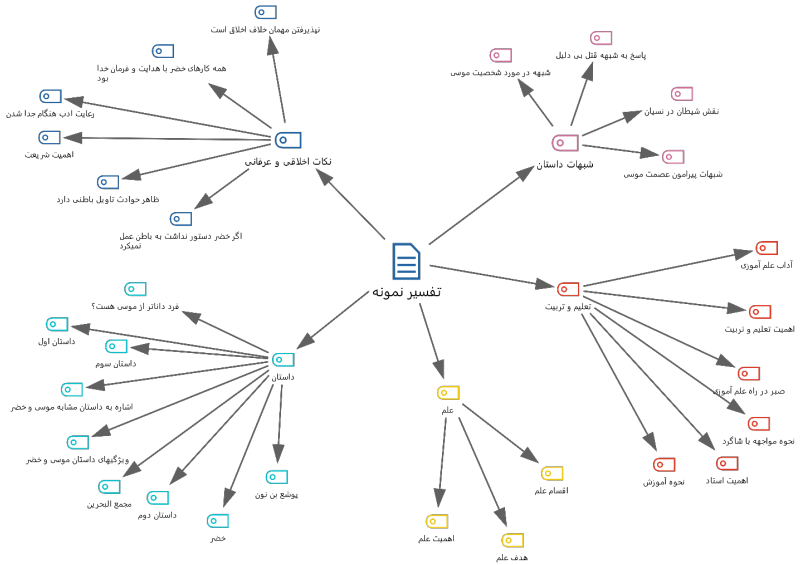 نپذیرفتن مهمان خلاف اخلاق است
همه کارهای خضر با هدایت و فرمان خدا
بود
رعایت ادب هنگام جدا شدن
اهمیت شریعت
ظاهر حوادث تاویل باطنی دارد
اگر خضر دستور نداشت به باطن عمل
نمیکرد
نکات اخلاقی و عرفانی
پاسخ به شبهه قتل بی دلیل
شبهه در مورد شخصیت موسی
نقش شیطان در نسیان
شبهات پیرامون عصمت موسی
شبهات داستان
تفسیر نمونه
آداب علم آموزی
اهمیت تعلیم و تربیت
صبر در راه علم آموزی
نحوه مواجهه با شاگرد
اهمیت استاد
نحوه آموزش
تعلیم و تربیت
فرد داناتر از موسی هست؟
داستان اول
داستان سوم
اشاره به داستان مشابه موسی و خضر
ویژگیهای داستان موسی و خضر
مجمع البحرین
داستان دوم
خضر
یوشع بن نون
داستان
علم
اقسام علم
اهمیت علم
هدف علم